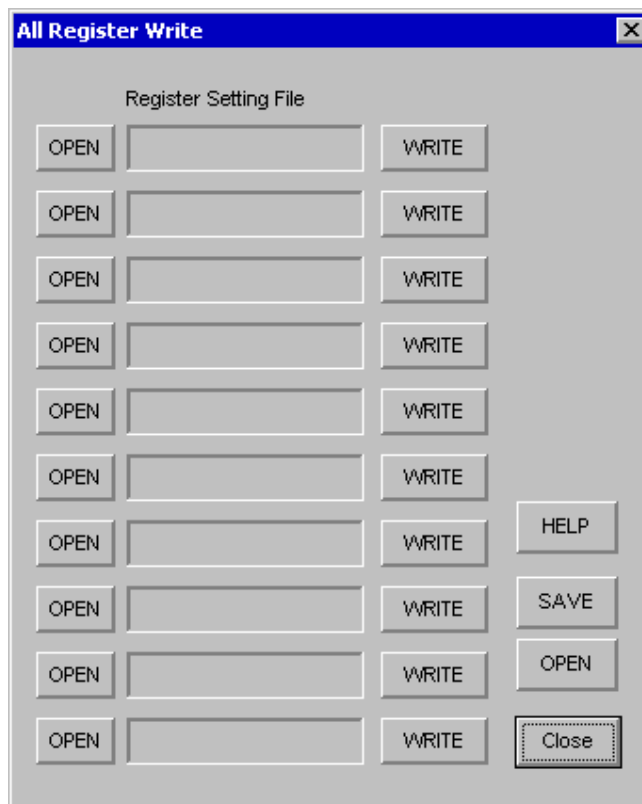 All Register Write
Register Setting File
OPEN WRITE
OPEN WRITE
OPEN WRITE
OPEN WRITE
OPEN WRITE
OPEN WRITE
OPEN WRITE
HELP
OPEN WRITE
SAVE
OPEN WRITE
OPEN
OPEN WRITE
Close